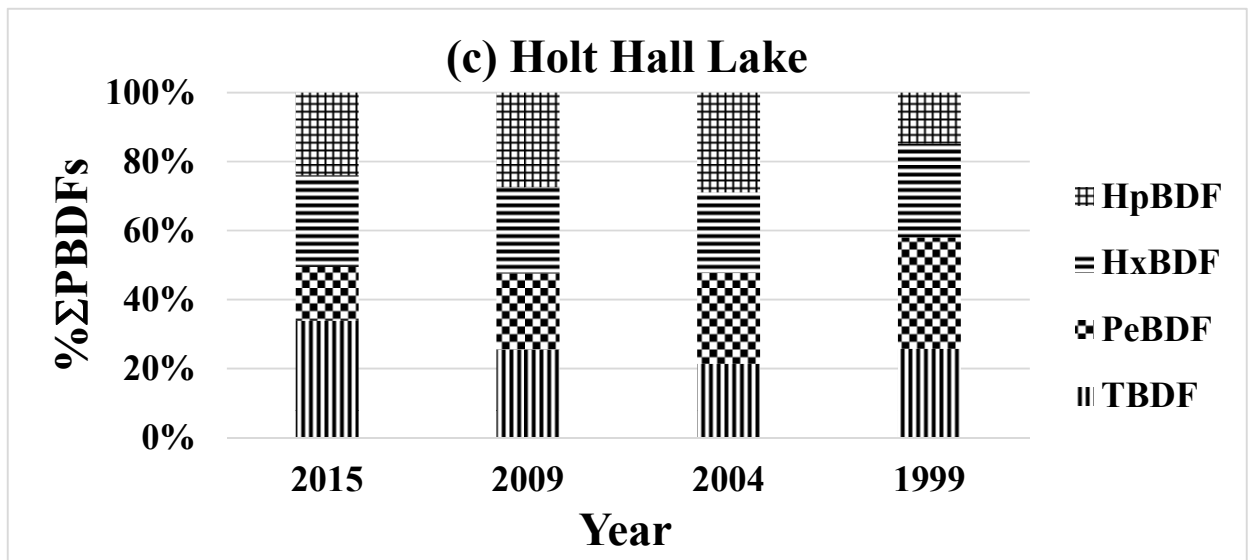 (c) Holt Hall Lake
%ΣPBDFs
100%
80%
60%
40%
20%
0%
2015 2009 2004 1999
Year
HpBDF
HxBDF
PeBDF
TBDF